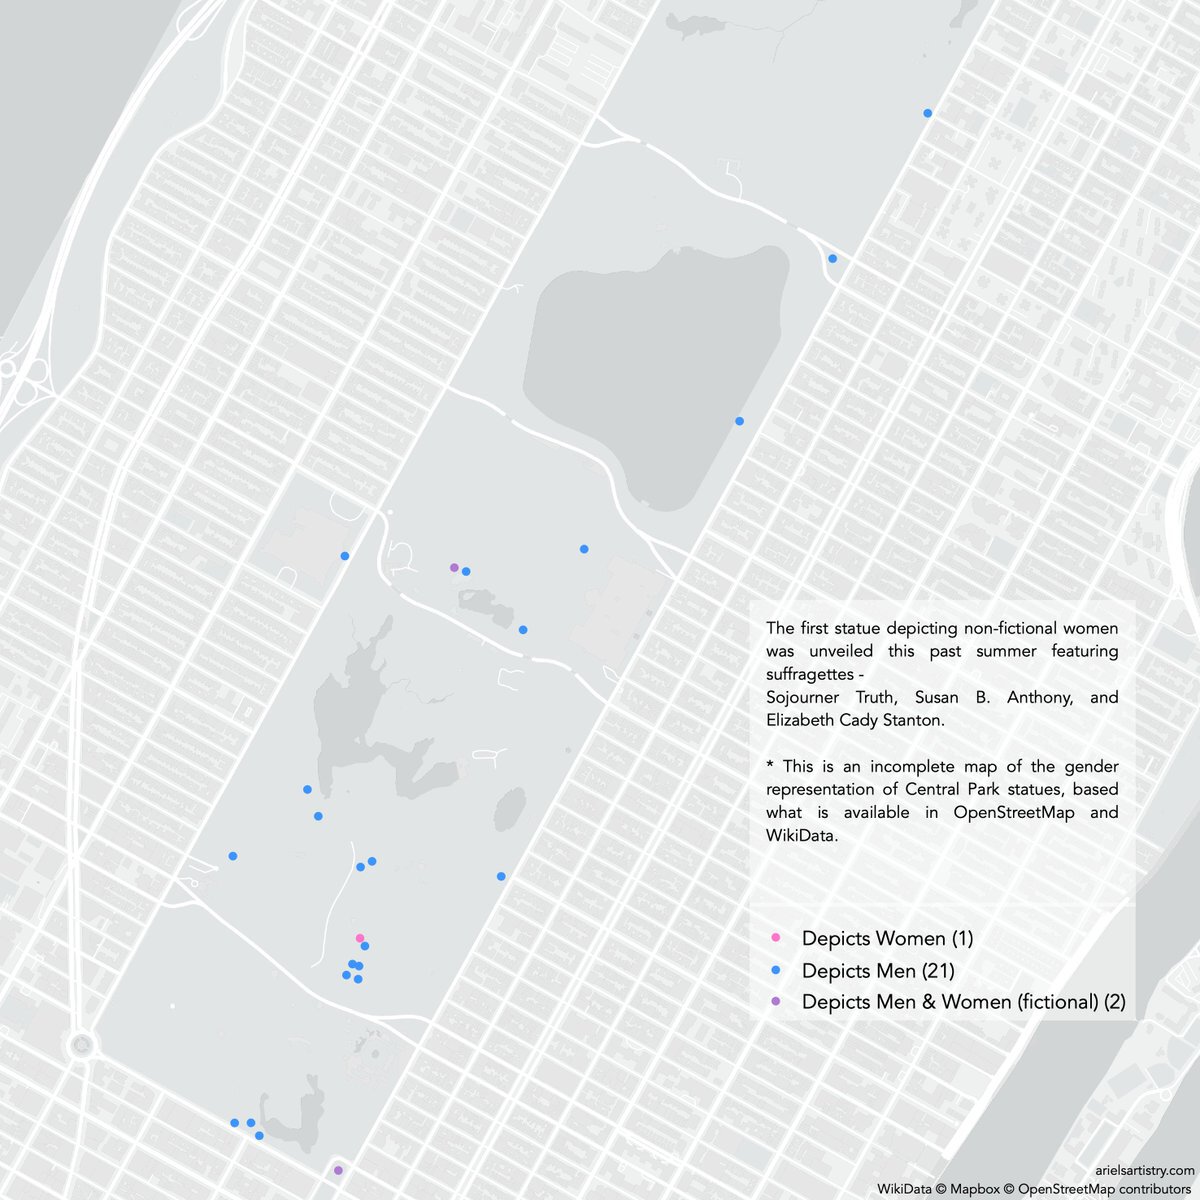 The first statue depicting non-fictional women
was unveiled this past summer featuring
suffragettes -
Sojourner Truth, Susan B. Anthony, and
Elizabeth Cady Stanton.
* This is an incomplete map of the gender
representation of Central Park statues, based
what is available in OpenStreetMap and
WikiData.
Depicts Women (1)
Depicts Men (21)
Depicts Men & Women (fictional) (2)
arielsartistry.com
WikiData © Mapbox © OpenStreetMap contributors